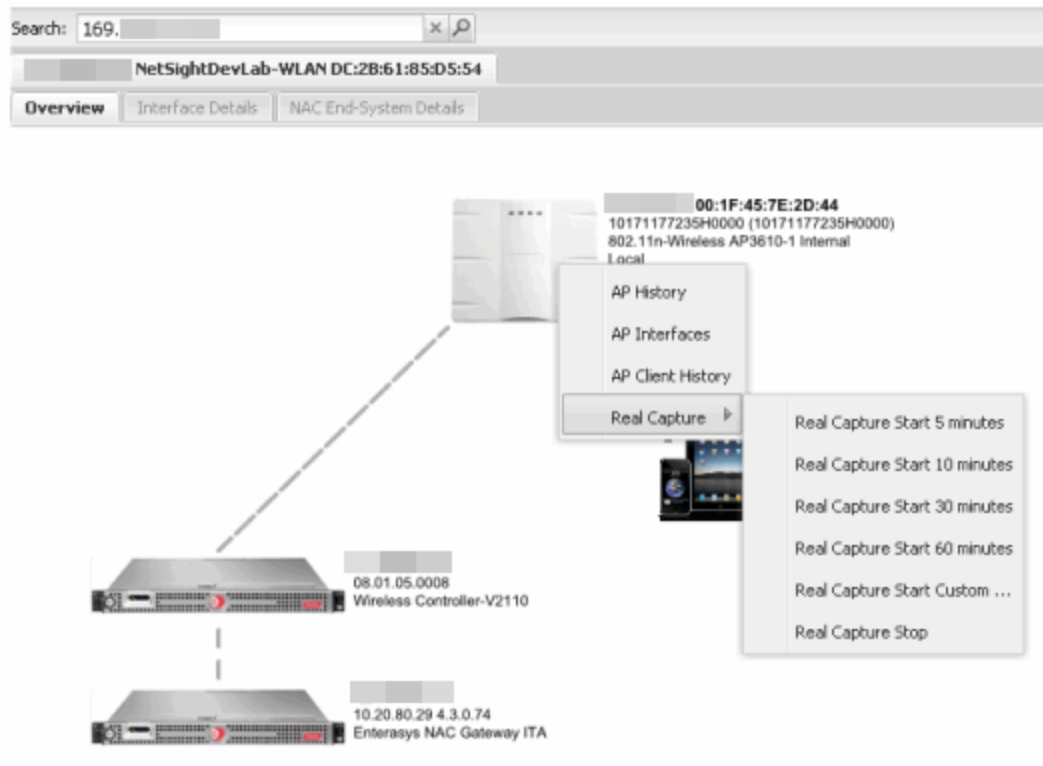 Search: 169.
NetSightDevLab-WLAN DC:2B:61:85:D5:54
Overview Interface Details NAC End-System Details
00:1F:45:7E:2D:44
10171177235H0000 (10171177235H0000)
802.11n-Wireless AP3610-1 Internal
Local
AP History
AP Interfaces
AP Client History
Real Capture
Real Capture Start 5 minutes
Real Capture Start 10 minutes
Real Capture Start 30 minutes
Real Capture Start 60 minutes
Real Capture Start Custom ...
Real Capture Stop
08.01.05.0008
Wireless Controller-V2110
10.20.80.29 4.3.0.74
Enterasys NAC Gateway ITA